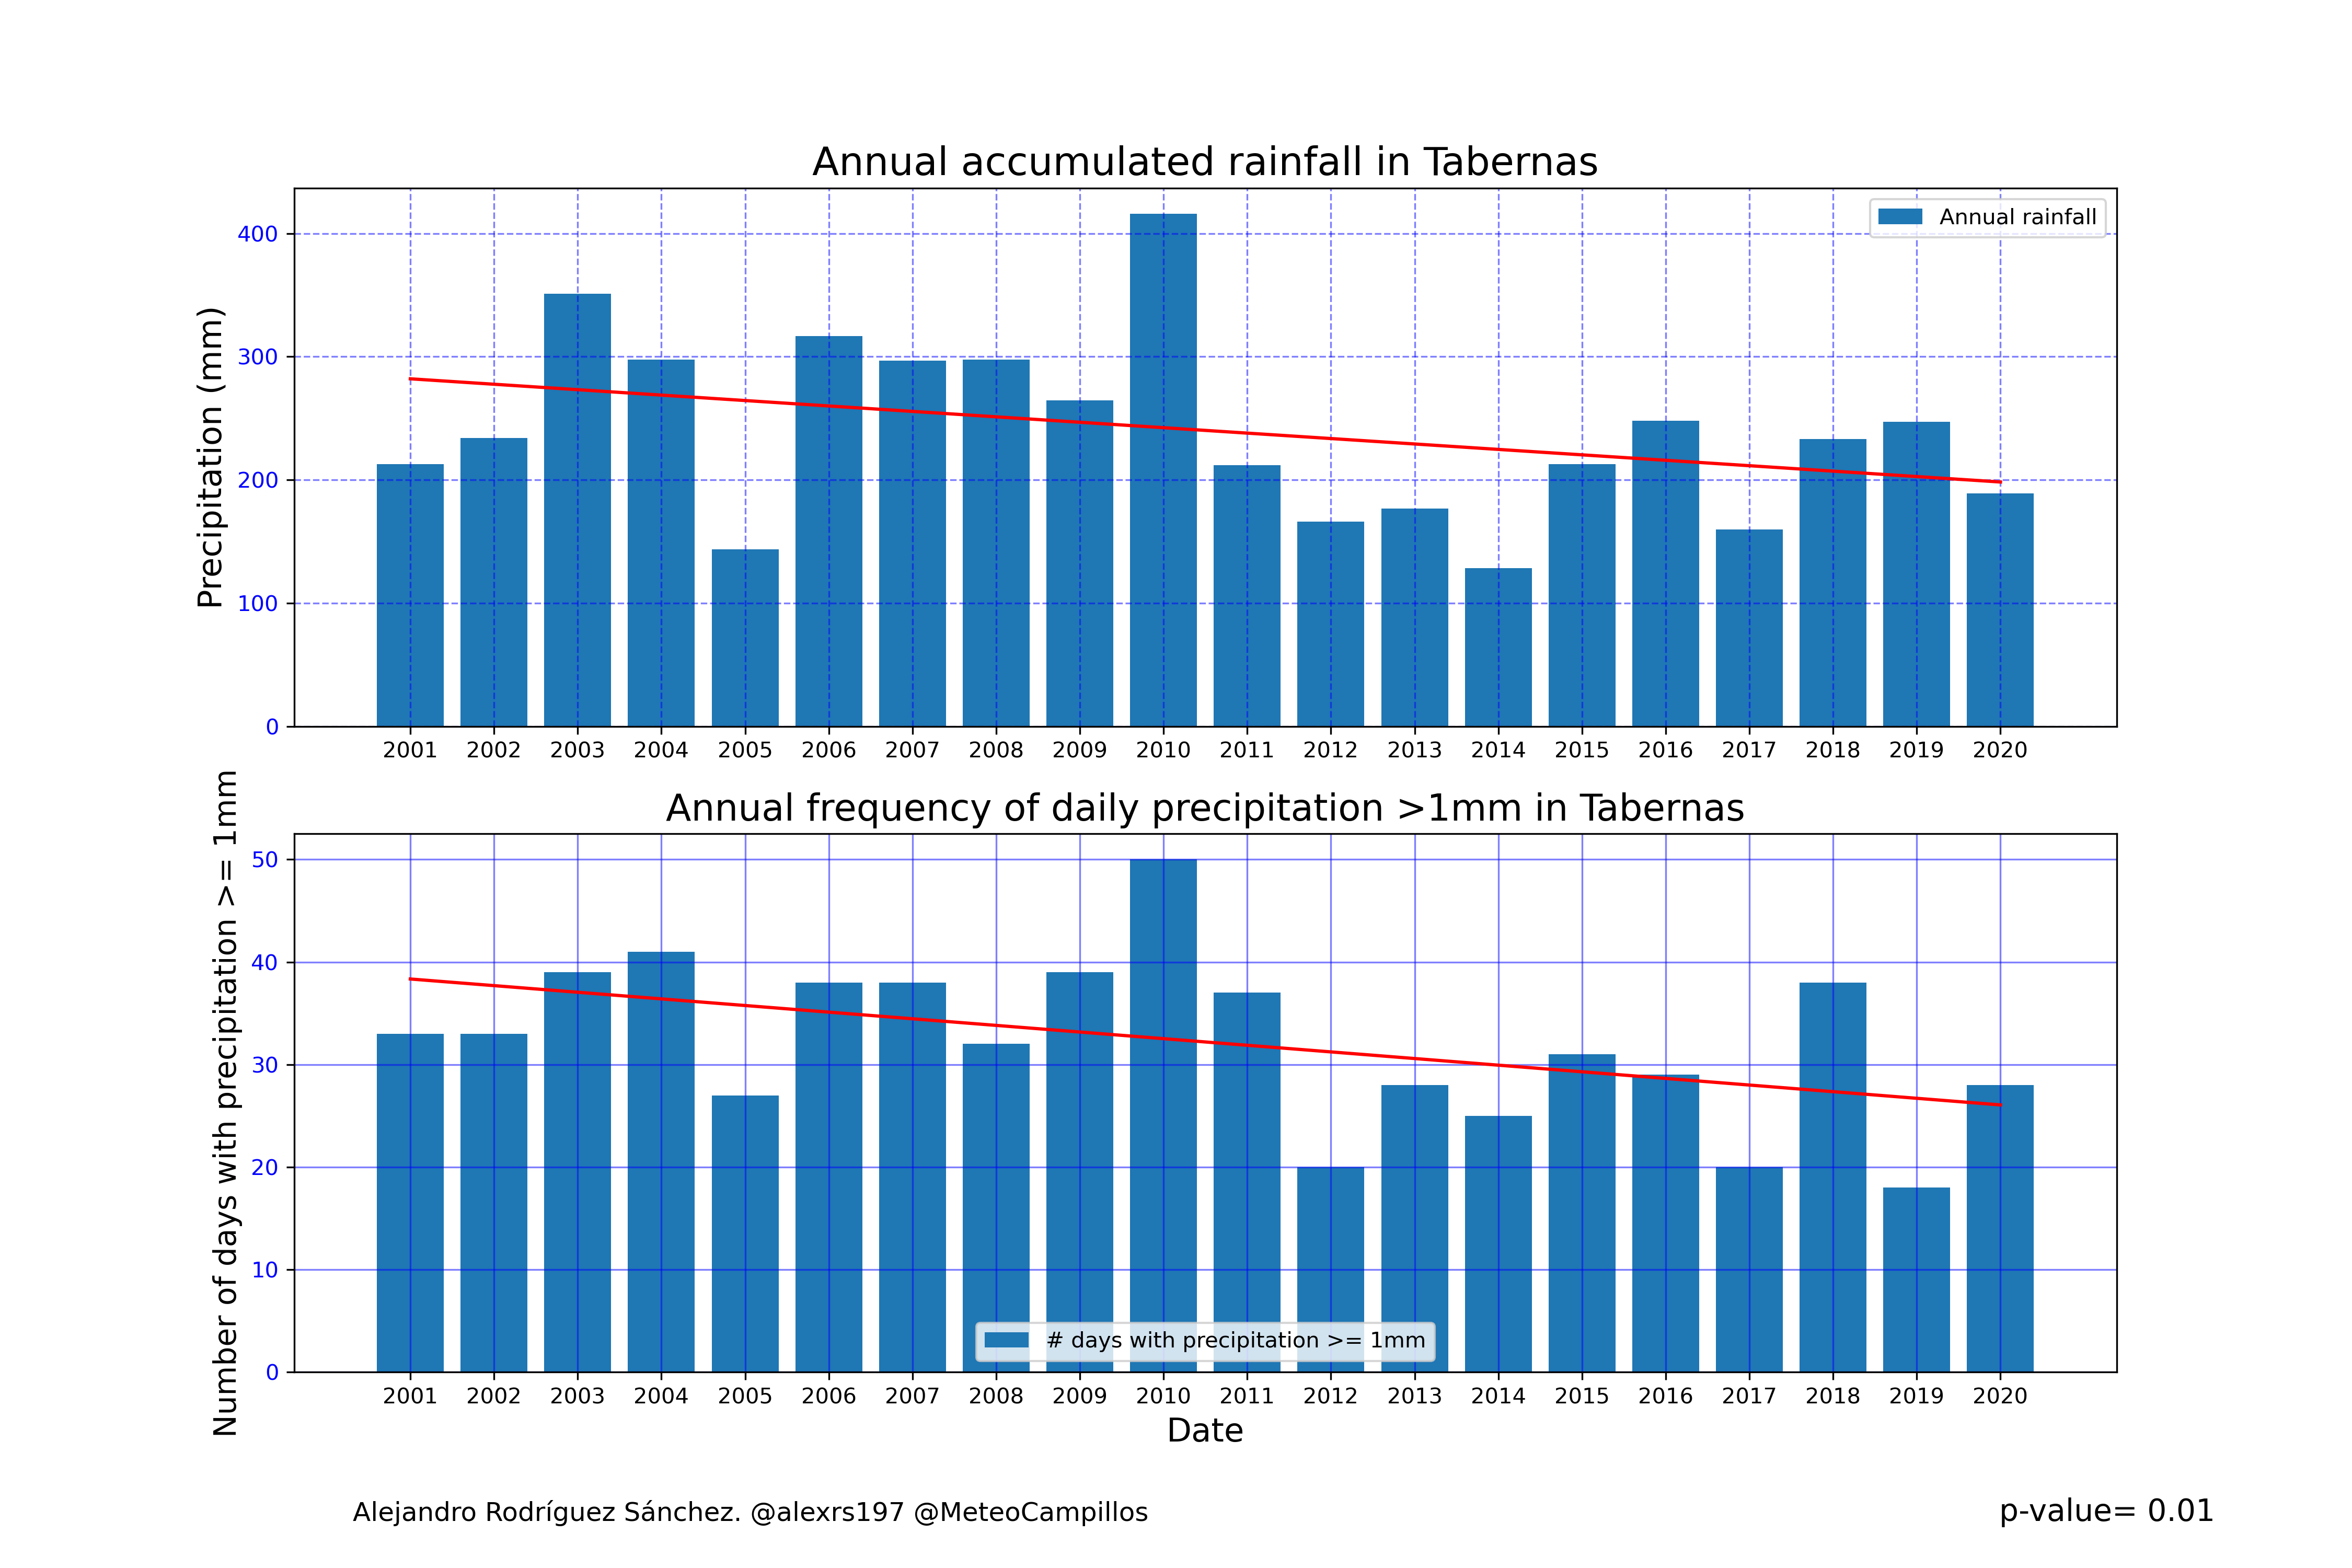 Annual accumulated rainfall in Tabernas
Precipitation (mm)
400
300
200
100
0
Annual rainfall
2001 2002 2003 2004 2005 2006 2007 2008 2009 2010 2011 2012 2013 2014 2015 2016 2017 2018 2019 2020
Annual frequency of daily precipitation >1mm in Tabernas
Number of days with precipitation >= 1mm
50
40
30
20
10
0
# days with precipitation >= 1mm
2001 2002 2003 2004 2005 2006 2007 2008 2009 2010 2011 2012 2013 2014 2015 2016 2017 2018 2019 2020
Date
Alejandro Rodríguez Sánchez. @alexrs197 @MeteoCampillos
p-value= 0.01